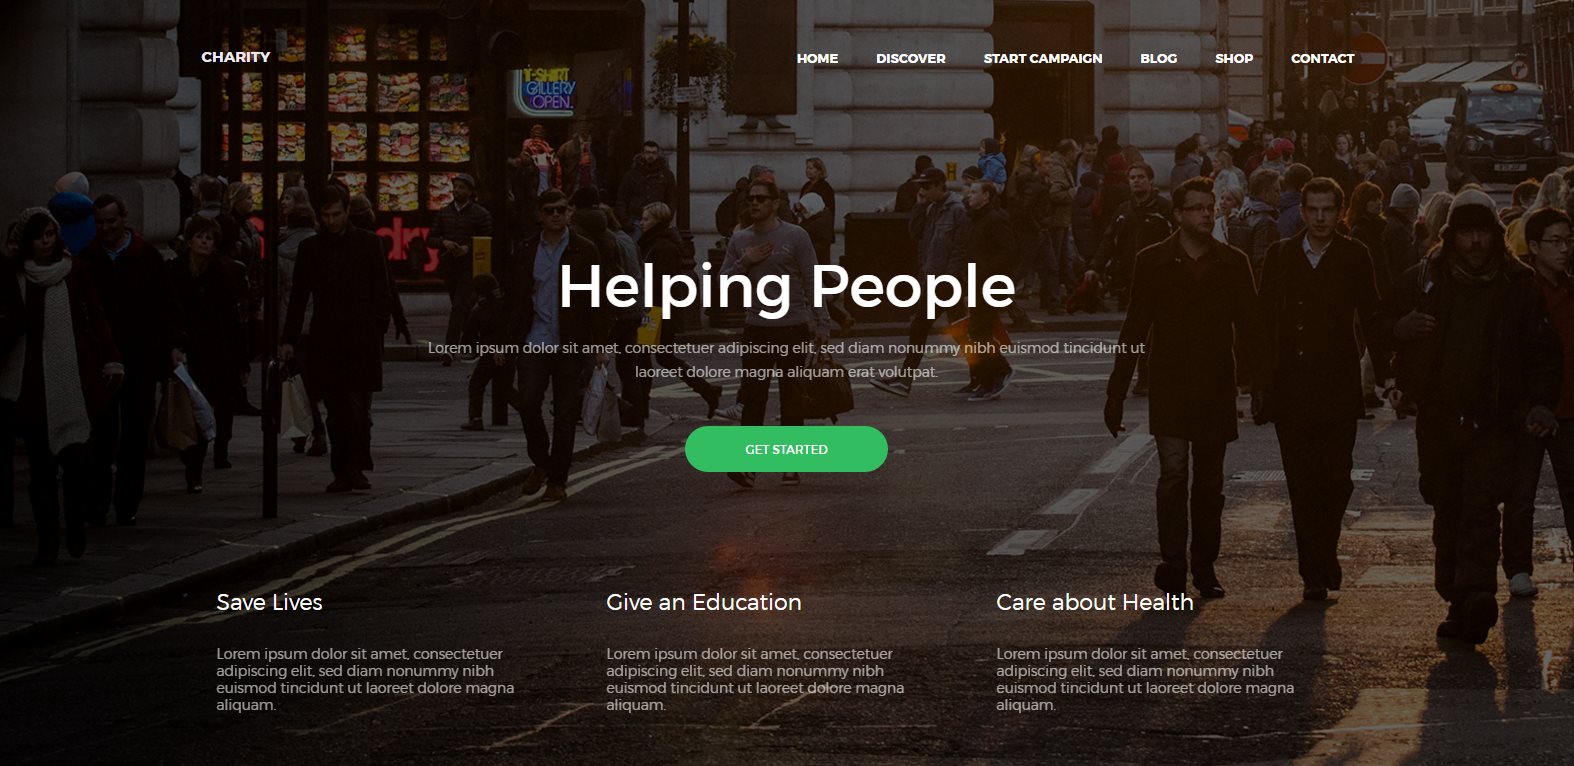 CHARITY
HOME DISCOVER START CAMPAIGN BLOG SHOP CONTACT
T-SHIRT
GALLERY
OPEN
Helping People
Lorem ipsum dolor sit amet, consectetuer adipiscing elit, sed diam nonummy nibh euismod tincidunt ut
laoreet dolore magna aliquam erat volutpat.
GET STARTED
Save Lives
Give an Education
Care about Health
Lorem ipsum dolor sit amet, consectetuer
adipiscing elit, sed diam nonummy nibh
euismod tincidunt ut laoreet dolore magna
aliquam.
Lorem ipsum dolor sit amet, consectetuer
adipiscing elit, sed diam nonummy nibh
euismod tincidunt ut laoreet dolore magna
aliquam.
Lorem ipsum dolor sit amet, consectetuer
adipiscing elit, sed diam nonummy nibh
euismod tincidunt ut laoreet dolore magna
aliquam.